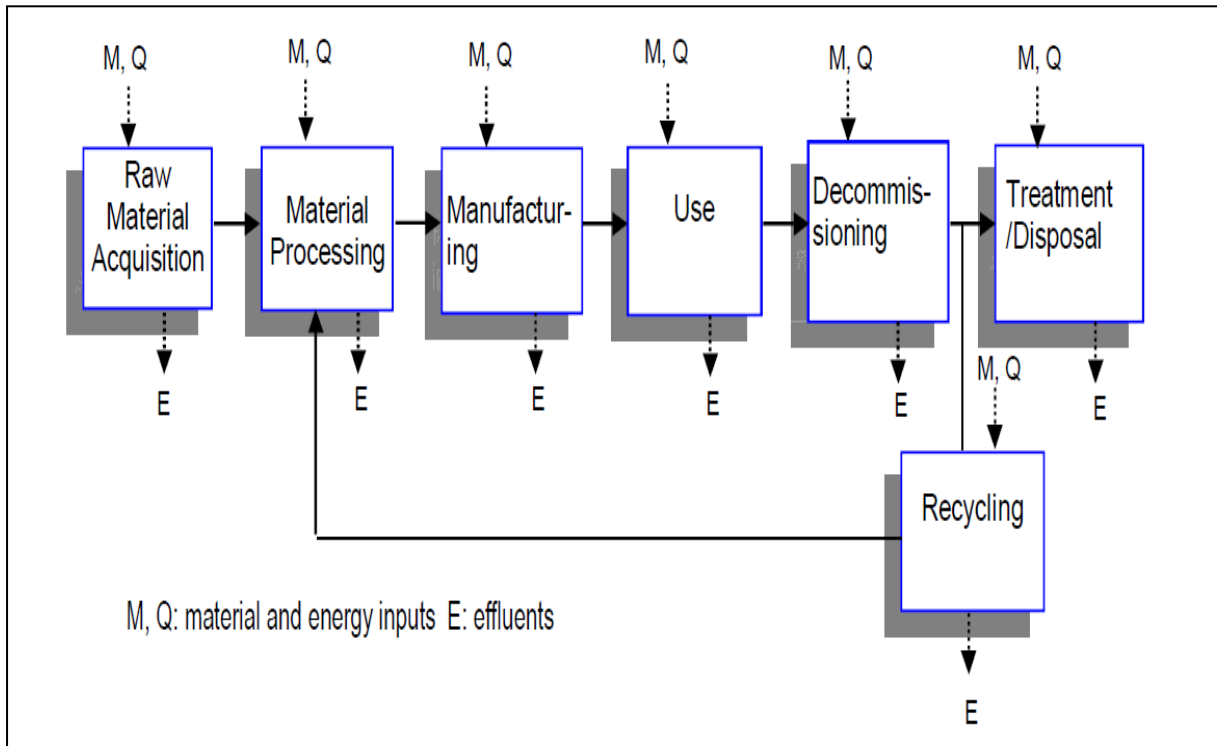 M, Q
M, Q
M, Q
M, Q
M, Q
M, Q
Raw
Material
Acquisition
Material
Processing
Manufactur-
ing
Use
Decommis-
sioning
Treatment
/Disposal
E
E
E
E
E
E
M, Q
Recycling
E
M, Q: material and energy inputs E: effluents